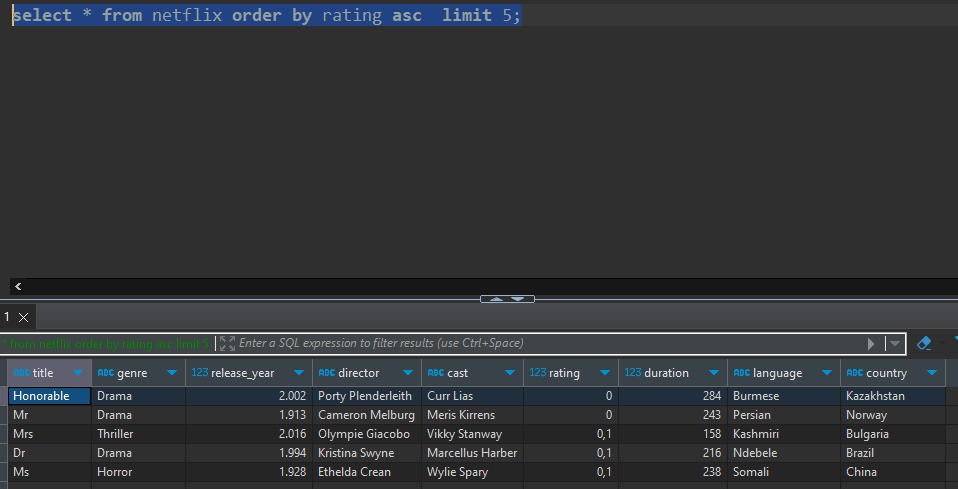 select * from netflix order by rating asc  limit 5;
1
* from netflix order by rating asc limit 5 Enter a SQL expression to filter results (use Ctrl+Space)
ABC title ABC genre 123 release_year ABC director ABC cast 123 rating 123 duration ABC language ABC country
Honorable Drama 2.002 Porty Plenderleith Curr Lias 0 284 Burmese Kazakhstan
Mr Drama 1.913 Cameron Melburg Meris Kirrens 0 243 Persian Norway
Mrs Thriller 2.016 Olympie Giacobo Vikky Stanway 0,1 158 Kashmiri Bulgaria
Dr Drama 1.994 Kristina Swyne Marcellus Harber 0,1 216 Ndebele Brazil
Ms Horror 1.928 Ethelda Crean Wylie Spary 0,1 238 Somali China